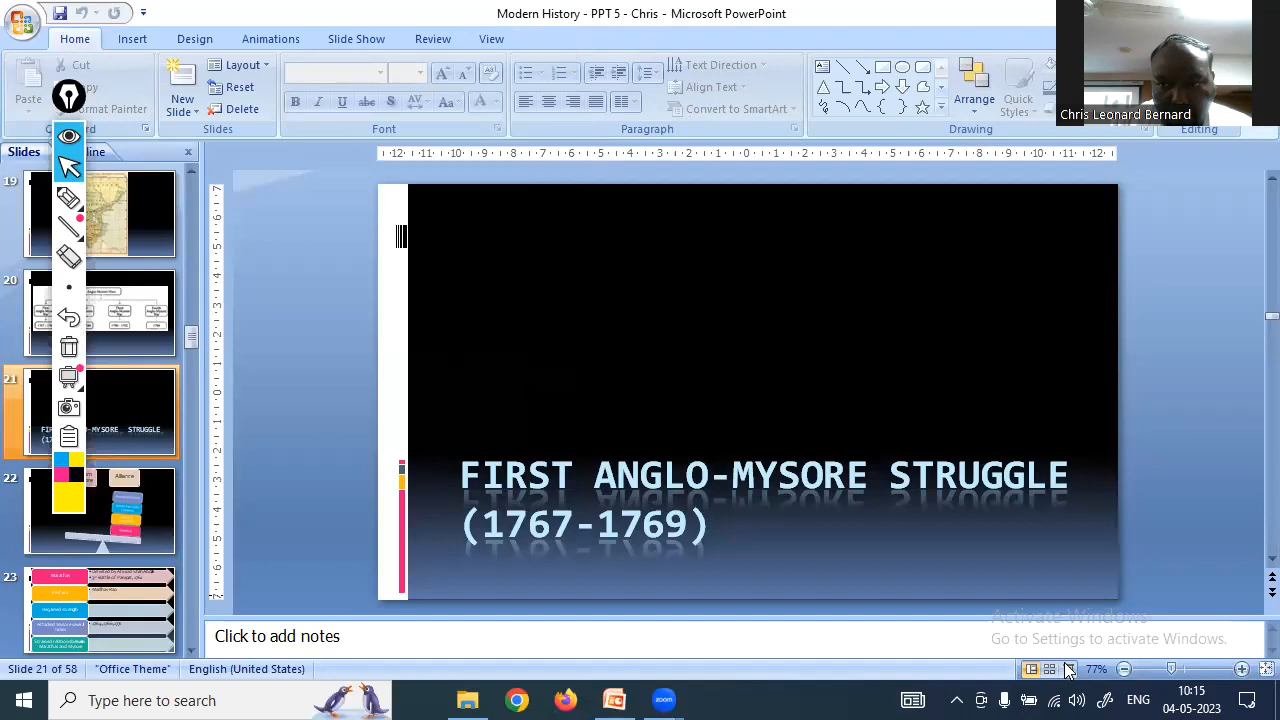 Modern History - PPT 5 - Chris - Microsoft Powerpoint
Home Insert Design Animations Slide Show Review View
Paste Cut
Format Painter
New Slide
Layout
Reset
Delete
Slides
Font
Text Direction
Align Text
Convert to SmartArt
Paragraph
Arrange
Quick Styles
Drawing
Editing
Chris Leonard Bernard
Slides
19
20
21
22
Alliance
23
FIRST ANGLO-MYSORE STRUGGLE
(1767-1769)
Click to add notes
Activate Windows
Go to Settings to activate Windows.
Slide 21 of 58 "Office Theme" English (United States) 77%
Type here to search
zoom
ENG
10:15
04-05-2023